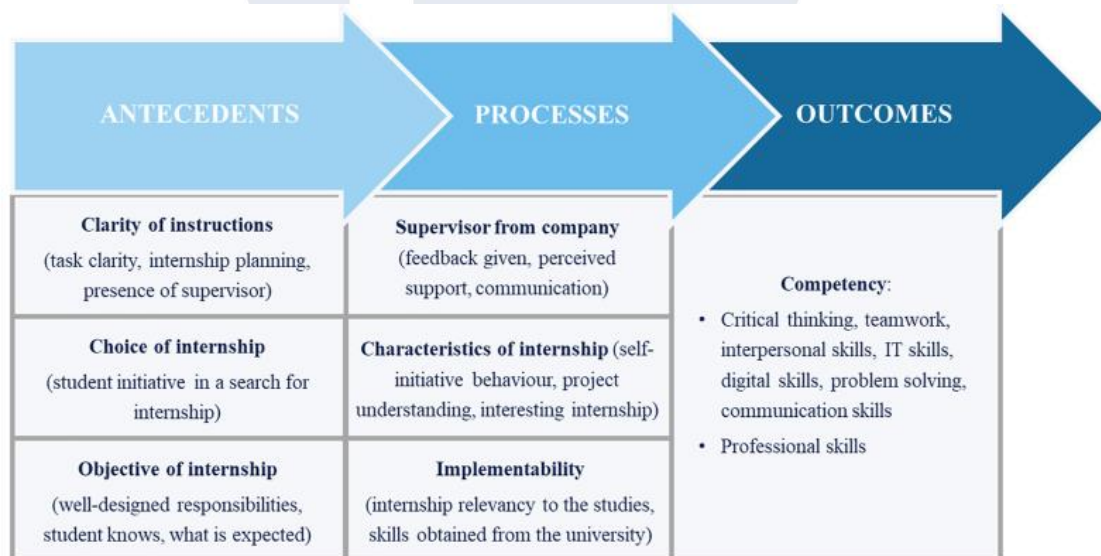 ANTECEDENTS
PROCESSES
OUTCOMES
Clarity of instructions
(task clarity, internship planning,
presence of supervisor)
Choice of internship
(student initiative in a search for
internship)
Objective of internship
(well-designed responsibilities,
student knows, what is expected)
Supervisor from company
(feedback given, perceived
support, communication)
Characteristics of internship (self-
initiative behaviour, project
understanding, interesting internship)
Implementability
(internship relevancy to the studies,
skills obtained from the university)
Competency:
• Critical thinking, teamwork,
interpersonal skills, IT skills,
digital skills, problem solving,
communication skills
• Professional skills